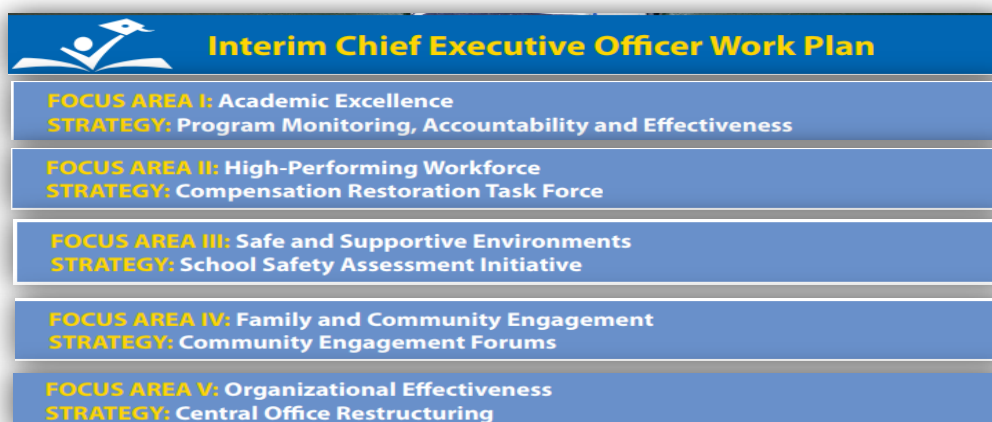 Interim Chief Executive Officer Work Plan
FOCUS AREA I: Academic Excellence
STRATEGY: Program Monitoring, Accountability and Effectiveness
FOCUS AREA II: High-Performing Workforce
STRATEGY: Compensation Restoration Task Force
FOCUS AREA III: Safe and Supportive Environments
STRATEGY: School Safety Assessment Initiative
FOCUS AREA IV: Family and Community Engagement
STRATEGY: Community Engagement Forums
FOCUS AREA V: Organizational Effectiveness
STRATEGY: Central Office Restructuring